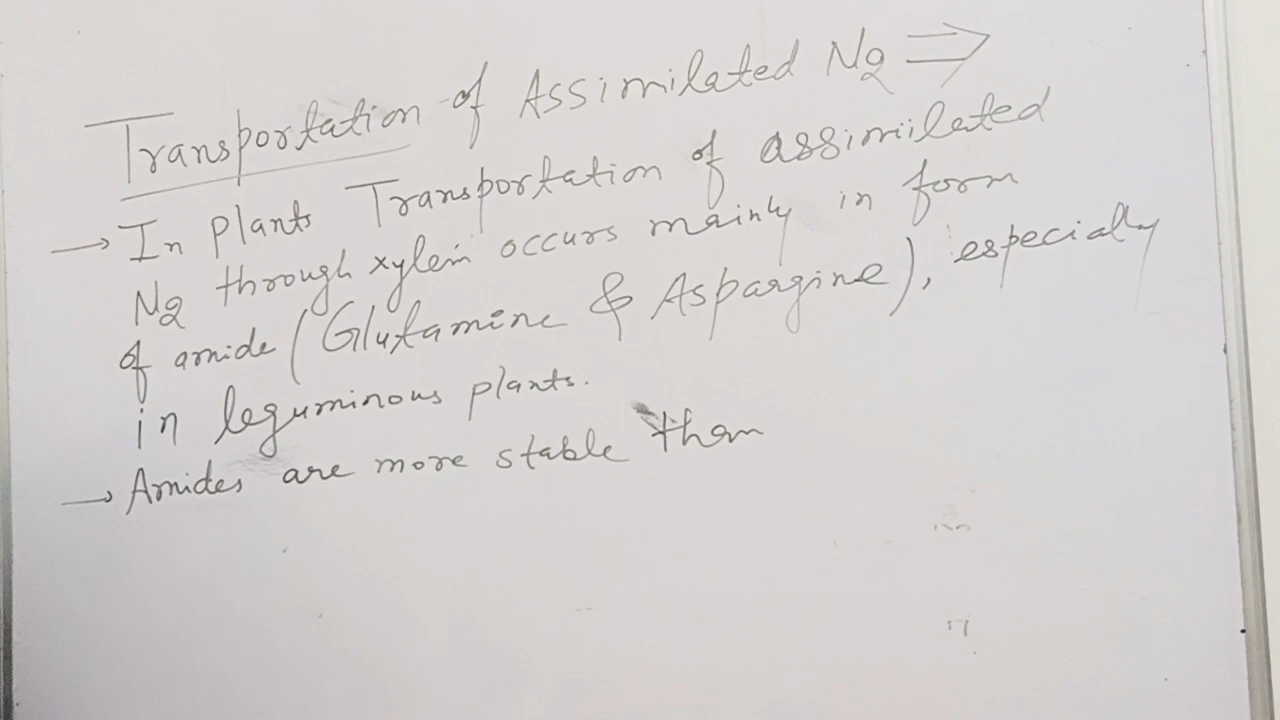 Transportation of Assimilated N2 ⇒
→ In Plants Transportation of assimilated
N2 through xylem occurs mainly in form
of amide (Glutamine & Aspargine), especially
in leguminous plants.
→ Amides are more stable than